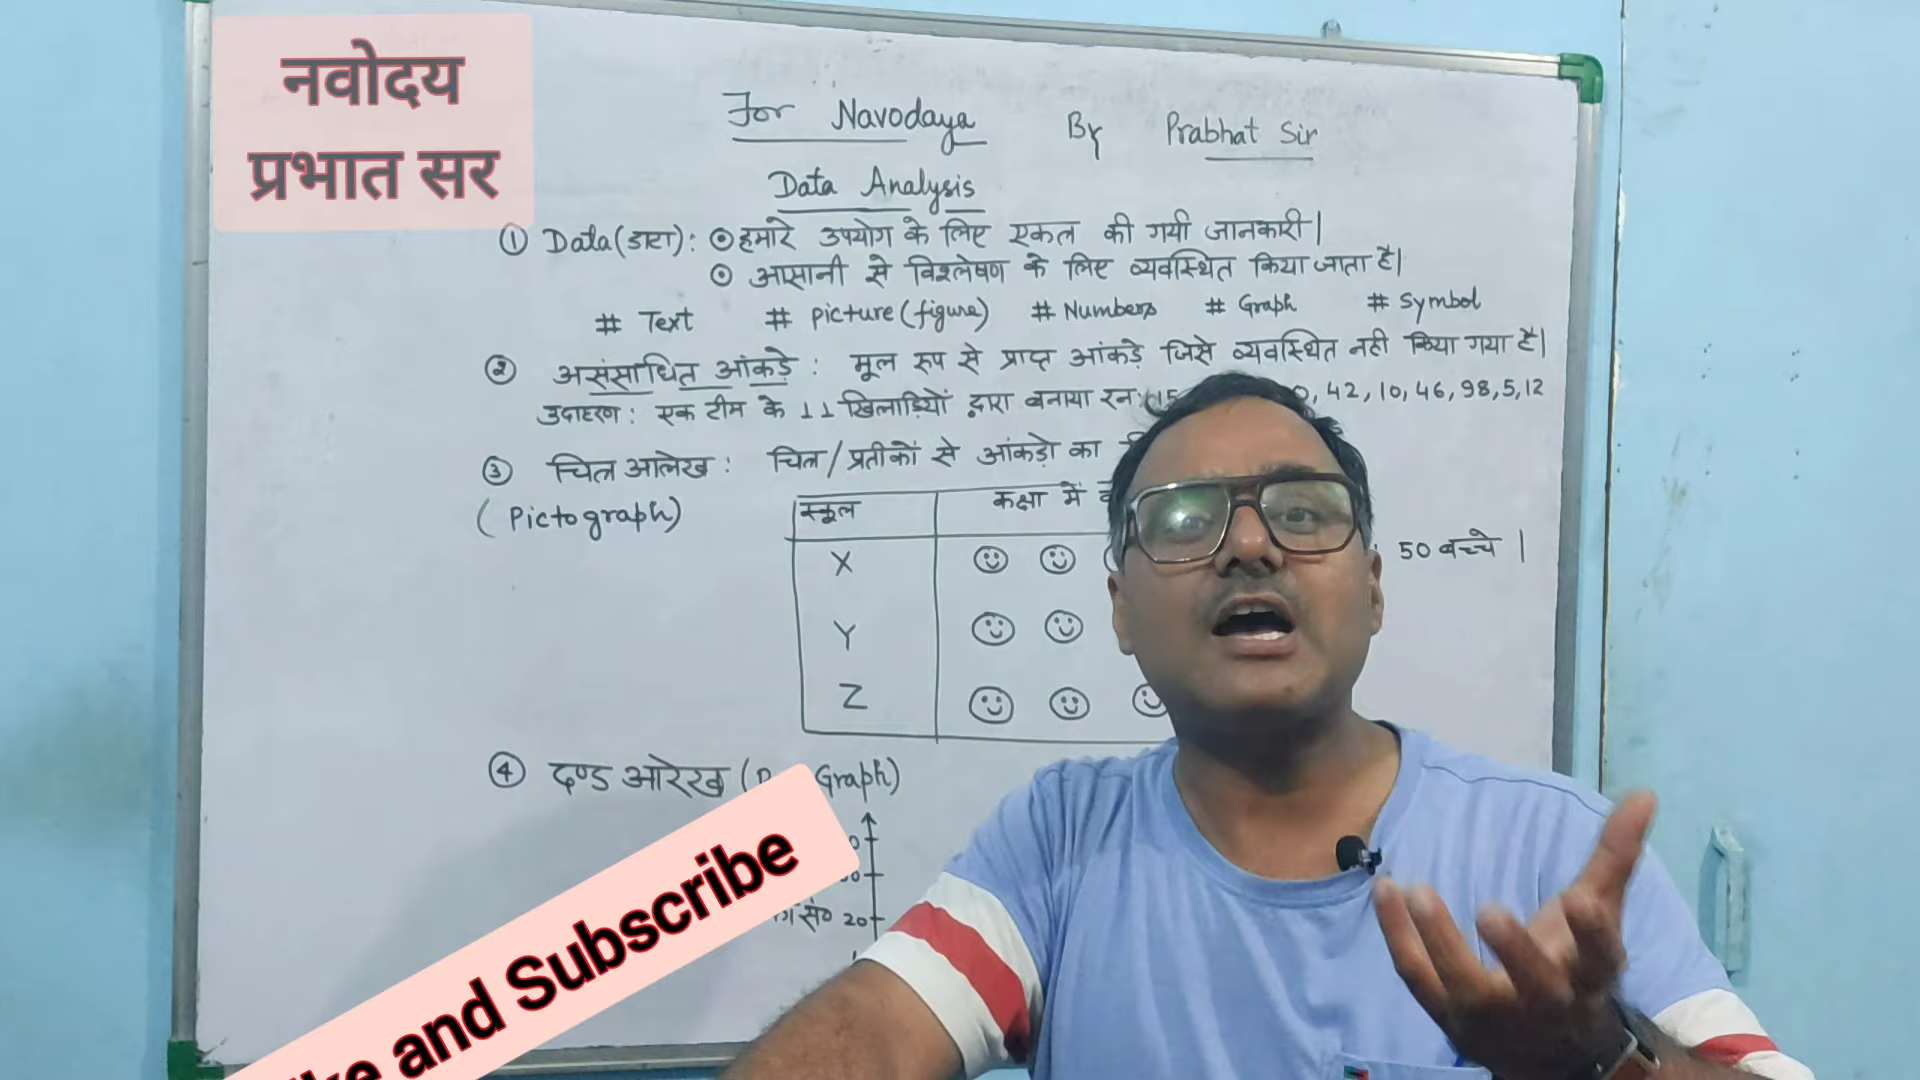 नवोदय
प्रभात सर
For Navodaya By Prabhat Sir
Data Analysis
① Data(डाटा): ⊙ हमारे उपयोग के लिए एकत्र की गयी जानकारी|
⊙ आसानी से विश्लेषण के लिए व्यवस्थित किया जाता है|
# Text # picture(figure) # Numbers # Graph # Symbol
② असंसाधित आंकड़े : मूल रूप से प्राप्त आंकड़े जिसे व्यवस्थित नही किया गया है|
उदाहरण : एक टीम के 11 खिलाड़ियों द्वारा बनाया रन: 15 0, 42, 10, 46, 98, 5, 12
③ चित्र आलेख : चित्र/प्रतीकों से आंकड़ो का
(Pictograph)
स्कूल कक्षा में
X 50 बच्चे |
Y
Z
④ दण्ड आरेख ( Graph)
सं० 20
and Subscribe